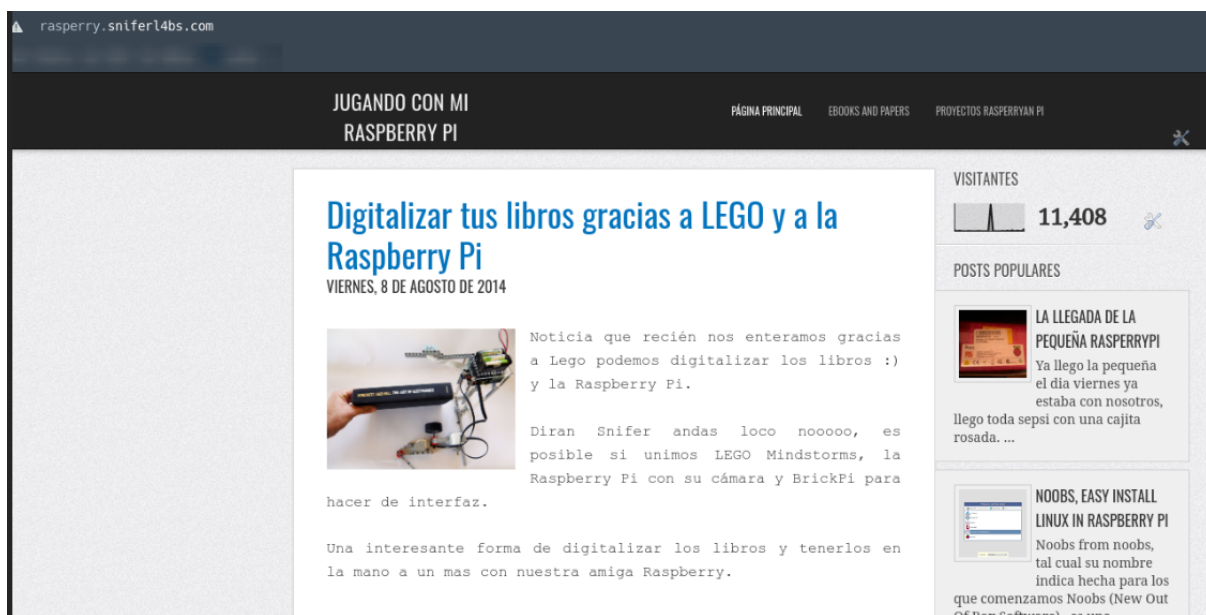 rasperry.sniferl4bs.com
JUGANDO CON MI
RASPBERRY PI
PÁGINA PRINCIPAL
EBOOKS AND PAPERS
PROYECTOS RASPERRYAN PI
Digitalizar tus libros gracias a LEGO y a la
Raspberry Pi
VIERNES, 8 DE AGOSTO DE 2014
Noticia que recién nos enteramos gracias
a Lego podemos digitalizar los libros :)
y la Raspberry Pi.
Diran Snifer andas loco nooooo, es
posible si unimos LEGO Mindstorms, la
Raspberry Pi con su cámara y BrickPi para
hacer de interfaz.
Una interesante forma de digitalizar los libros y tenerlos en
la mano a un mas con nuestra amiga Raspberry.
VISITANTES
11,408
POSTS POPULARES
LA LLEGADA DE LA
PEQUEÑA RASPERRYPI
Ya llego la pequeña
el dia viernes ya
estaba con nosotros,
llego toda sepsi con una cajita
rosada. ...
NOOBS, EASY INSTALL
LINUX IN RASPBERRY PI
Noobs from noobs,
tal cual su nombre
indica hecha para los
que comenzamos Noobs (New Out